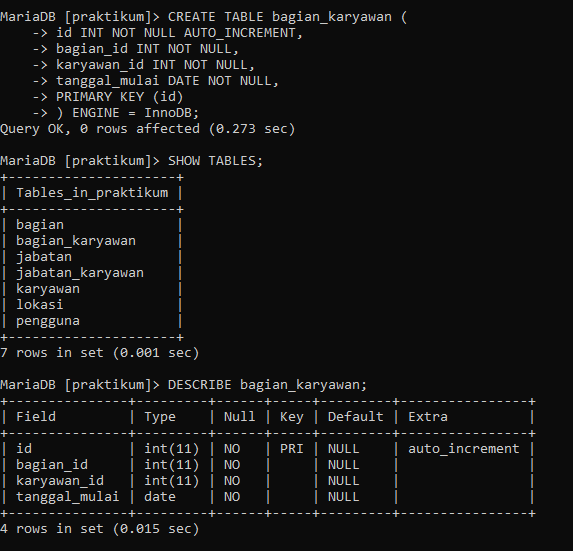 MariaDB [praktikum]> CREATE TABLE bagian_karyawan (
    -> id INT NOT NULL AUTO_INCREMENT,
    -> bagian_id INT NOT NULL,
    -> karyawan_id INT NOT NULL,
    -> tanggal_mulai DATE NOT NULL,
    -> PRIMARY KEY (id)
    -> ) ENGINE = InnoDB;
Query OK, 0 rows affected (0.273 sec)

MariaDB [praktikum]> SHOW TABLES;
+---------------------+
| Tables_in_praktikum |
+---------------------+
| bagian              |
| bagian_karyawan     |
| jabatan             |
| jabatan_karyawan    |
| karyawan            |
| lokasi              |
| pengguna            |
+---------------------+
7 rows in set (0.001 sec)

MariaDB [praktikum]> DESCRIBE bagian_karyawan;
+---------------+---------+------+-----+---------+----------------+
| Field         | Type    | Null | Key | Default | Extra          |
+---------------+---------+------+-----+---------+----------------+
| id            | int(11) | NO   | PRI | NULL    | auto_increment |
| bagian_id     | int(11) | NO   |     | NULL    |                |
| karyawan_id   | int(11) | NO   |     | NULL    |                |
| tanggal_mulai | date    | NO   |     | NULL    |                |
+---------------+---------+------+-----+---------+----------------+
4 rows in set (0.015 sec)